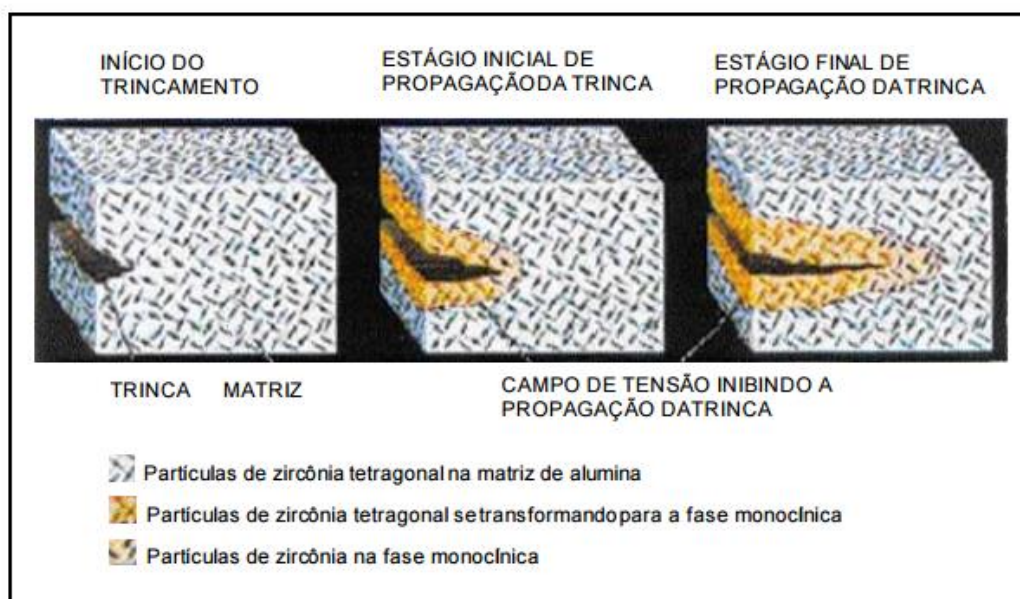 INÍCIO DO
TRINCAMENTO
ESTÁGIO INICIAL DE
PROPAGAÇÃODA TRINCA
ESTÁGIO FINAL DE
PROPAGAÇÃO DATRINCA
TRINCA MATRIZ
CAMPO DE TENSÃO INIBINDO A
PROPAGAÇÃO DATRINCA
Partículas de zircônia tetragonal na matriz de alumina
Partículas de zircônia tetragonal setransformandopara a fase monoclínica
Partículas de zircônia na fase monoclínica